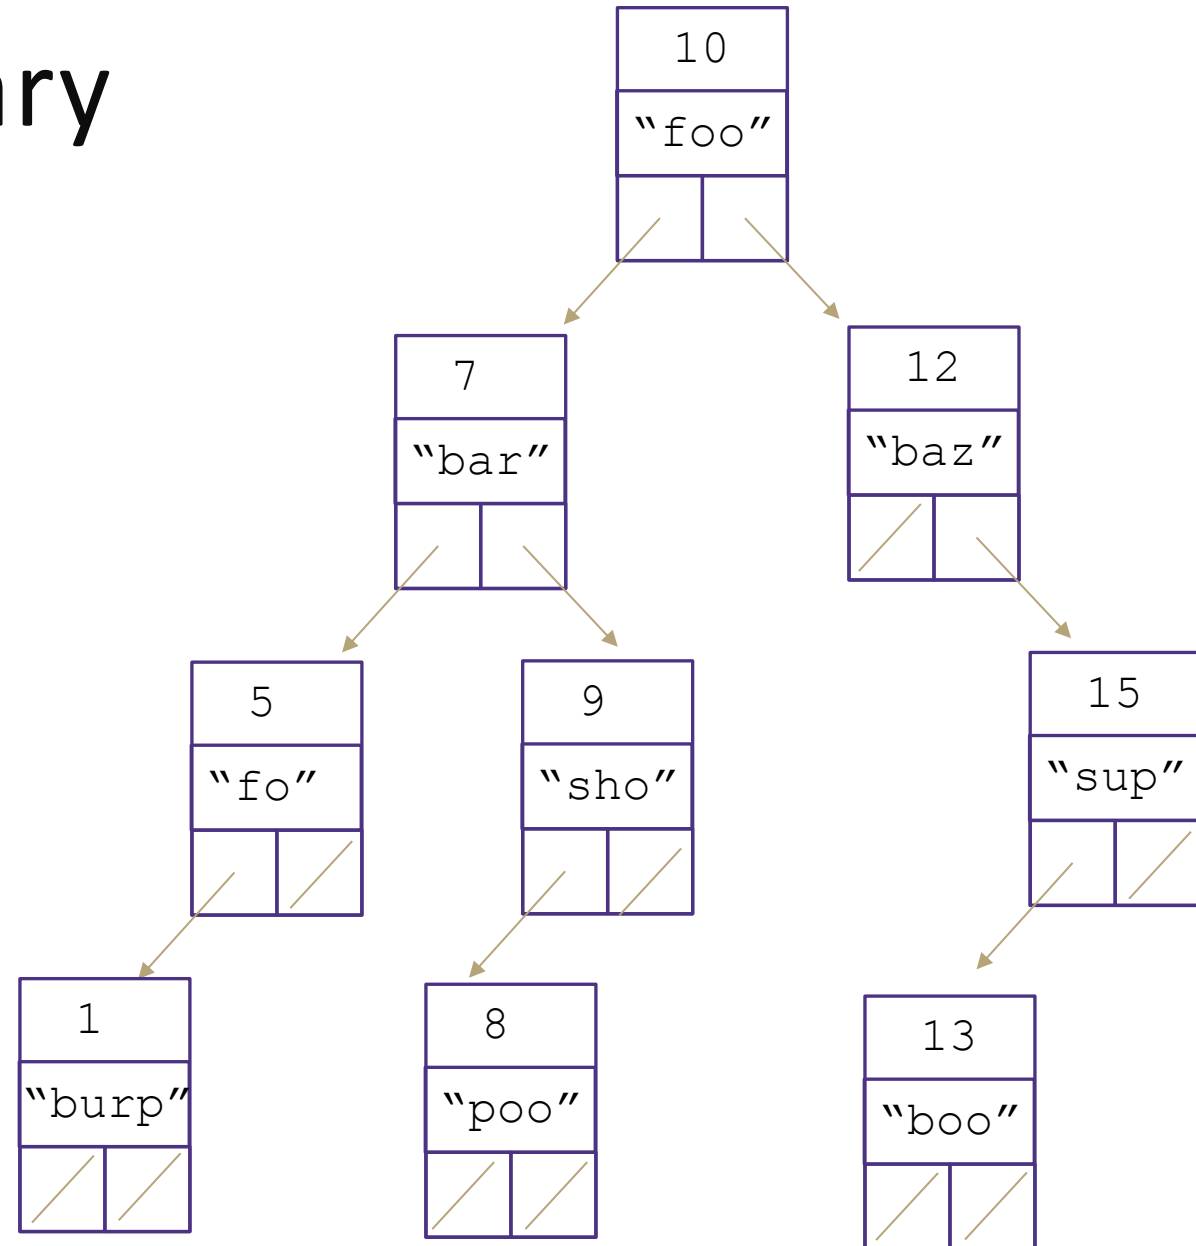 ary
10
“foo”
7
“bar”
12
“baz”
5
“fo”
9
“sho”
15
“sup”
1
“burp”
8
“poo”
13
“boo”